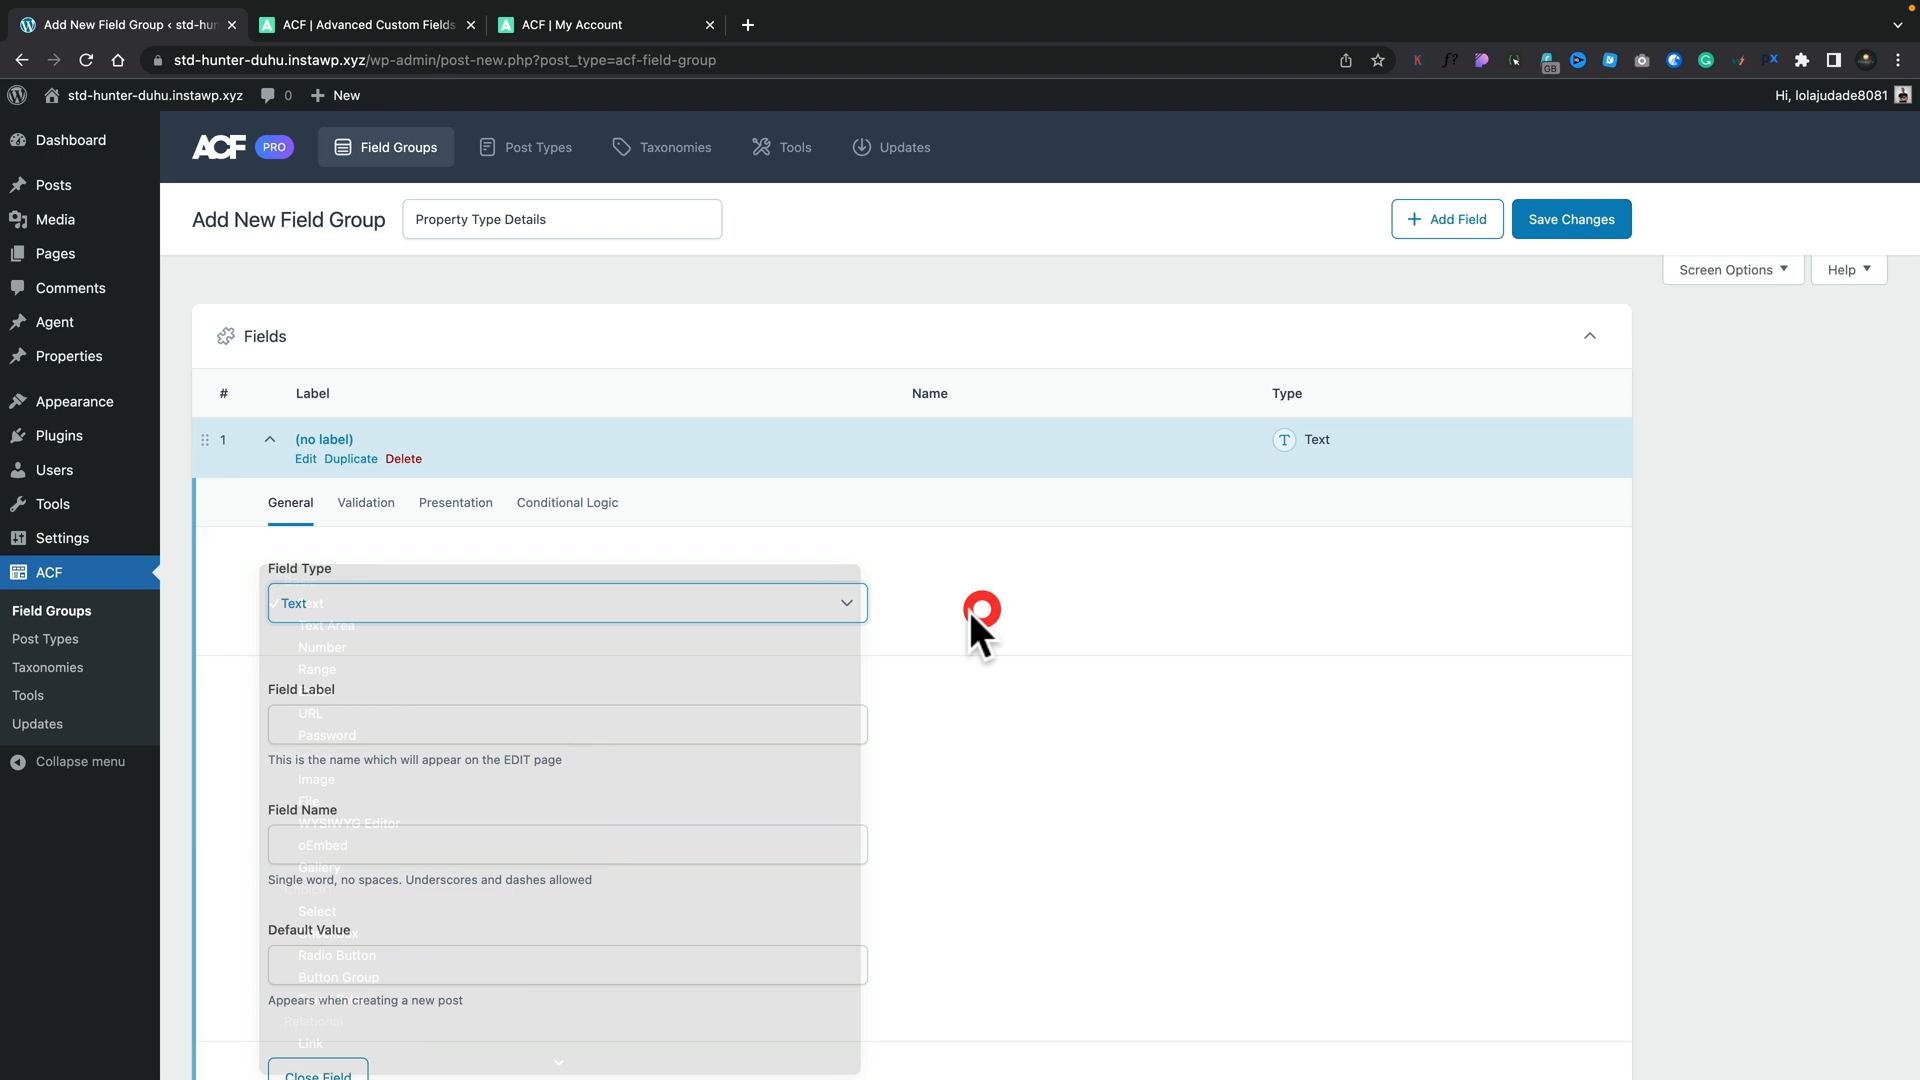 Add New Field Group ‹ std-hun
ACF | Advanced Custom Fields
ACF | My Account
std-hunter-duhu.instawp.xyz/wp-admin/post-new.php?post_type=acf-field-group
GB
std-hunter-duhu.instawp.xyz
0
New
Hi, lolajudade8081
Dashboard
Posts
Media
Pages
Comments
Agent
Properties
Appearance
Plugins
Users
Tools
Settings
ACF
Field Groups
Post Types
Taxonomies
Tools
Updates
Collapse menu
ACF PRO
Field Groups
Post Types
Taxonomies
Tools
Updates
Add New Field Group
Property Type Details
Add Field
Save Changes
Screen Options
Help
Fields
# Label Name Type
1 (no label) Text
Edit Duplicate Delete
General Validation Presentation Conditional Logic
Field Type
Text
Text Area
Number
Range
Field Label
URL
Password
This is the name which will appear on the EDIT page
Image
Field Name
File
WYSIWYG Editor
oEmbed
Gallery
Single word, no spaces. Underscores and dashes allowed
Select
Default Value
Radio Button
Button Group
Appears when creating a new post
Relational
Link
Close Field